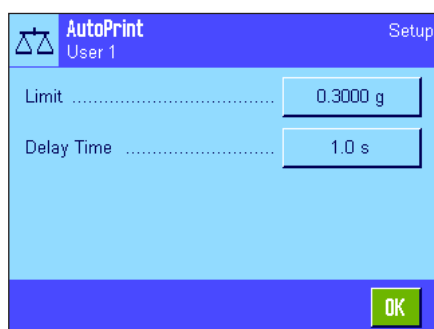 AutoPrint Setup
User 1
Limit ...................................... 0.3000 g
Delay Time ........................... 1.0 s
OK